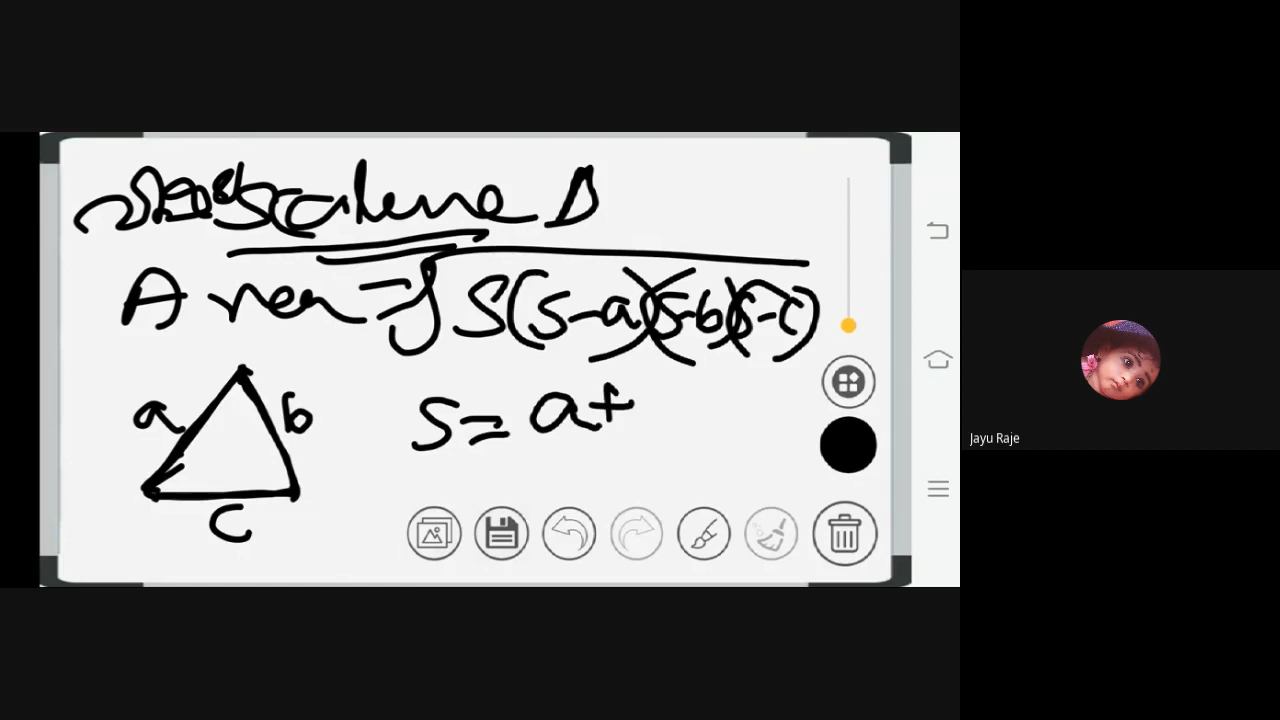 Scalene Δ
Area = √S(s-a)(s-b)(s-c)
a
b
S = a+
c
Jayu Raje